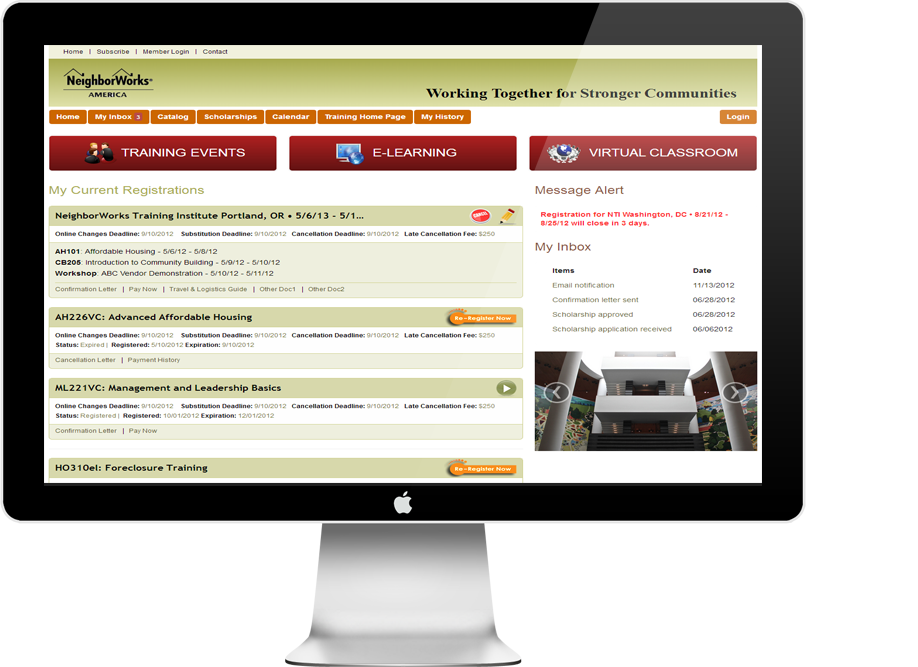 Home | Subscribe | Member Login | Contact
NeighborWorks®
AMERICA
Working Together for Stronger Communities
Home My Inbox 3 Catalog Scholarships Calendar Training Home Page My History Login
TRAINING EVENTS E-LEARNING VIRTUAL CLASSROOM
My Current Registrations
NeighborWorks Training Institute Portland, OR • 5/6/13 - 5/1...
Online Changes Deadline: 9/10/2012 Substitution Deadline: 9/10/2012 Cancellation Deadline: 9/10/2012 Late Cancellation Fee: $250
AH101: Affordable Housing - 5/6/12 - 5/8/12
CB205: Introduction to Community Building - 5/9/12 - 5/10/12
Workshop: ABC Vendor Demonstration - 5/10/12 - 5/11/12
Confirmation Letter | Pay Now | Travel & Logistics Guide | Other Doc1 | Other Doc2
AH226VC: Advanced Affordable Housing Re-Register Now
Online Changes Deadline: 9/10/2012 Substitution Deadline: 9/10/2012 Cancellation Deadline: 9/10/2012 Late Cancellation Fee: $250
Status: Expired | Registered: 5/10/2012 Expiration: 9/10/2012
Cancellation Letter | Payment History
ML221VC: Management and Leadership Basics
Online Changes Deadline: 9/10/2012 Substitution Deadline: 9/10/2012 Cancellation Deadline: 9/10/2012 Late Cancellation Fee: $250
Status: Registered | Registered: 10/01/2012 Expiration: 12/01/2012
Confirmation Letter | Pay Now
HO310el: Foreclosure Training Re-Register Now
Message Alert
Registration for NTI Washington, DC • 8/21/12 -
8/25/12 will close in 3 days.
My Inbox
Items Date
Email notification 11/13/2012
Confirmation letter sent 06/28/2012
Scholarship approved 06/28/2012
Scholarship application received 06/062012